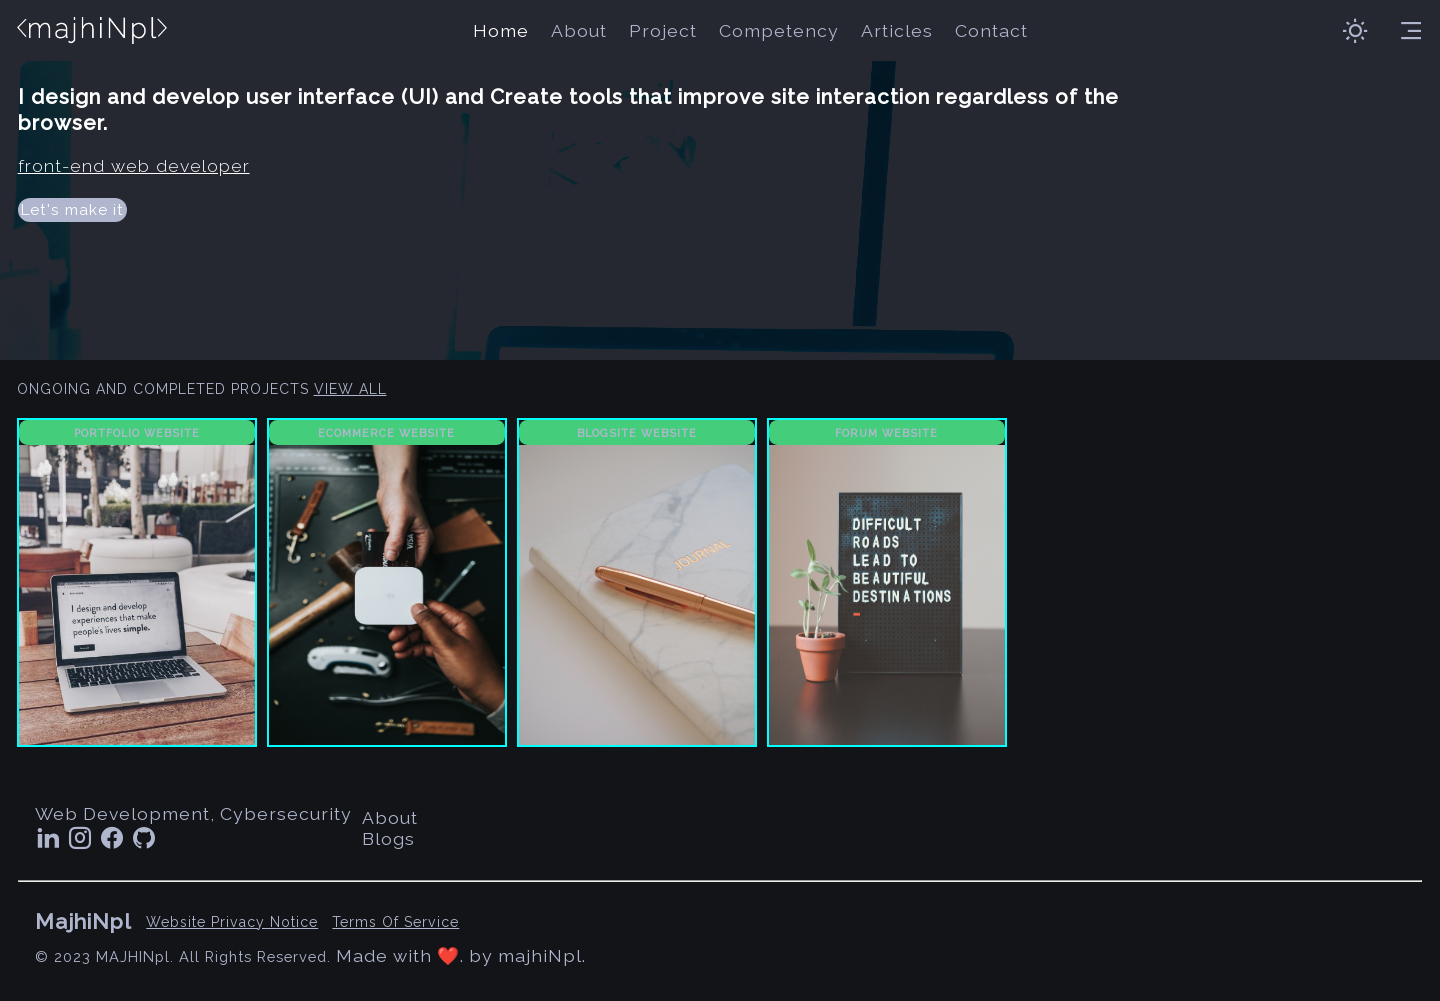 <majhiNpl>
Home About Project Competency Articles Contact
I design and develop user interface (UI) and Create tools that improve site interaction regardless of the
browser.
front-end web developer
Let's make it
ONGOING AND COMPLETED PROJECTS VIEW ALL
PORTFOLIO WEBSITE
I design and develop
experiences that make
people's lives simple.
ECOMMERCE WEBSITE
VISA
BLOGSITE WEBSITE
JOURNAL
FORUM WEBSITE
DIFFICULT
ROADS
LEAD TO
BEAUTIFUL
DESTINATIONS
Web Development, Cybersecurity
About
Blogs
MajhiNpl Website Privacy Notice Terms Of Service
© 2023 MAJHINpl. All Rights Reserved. Made with ❤️. by majhiNpl.